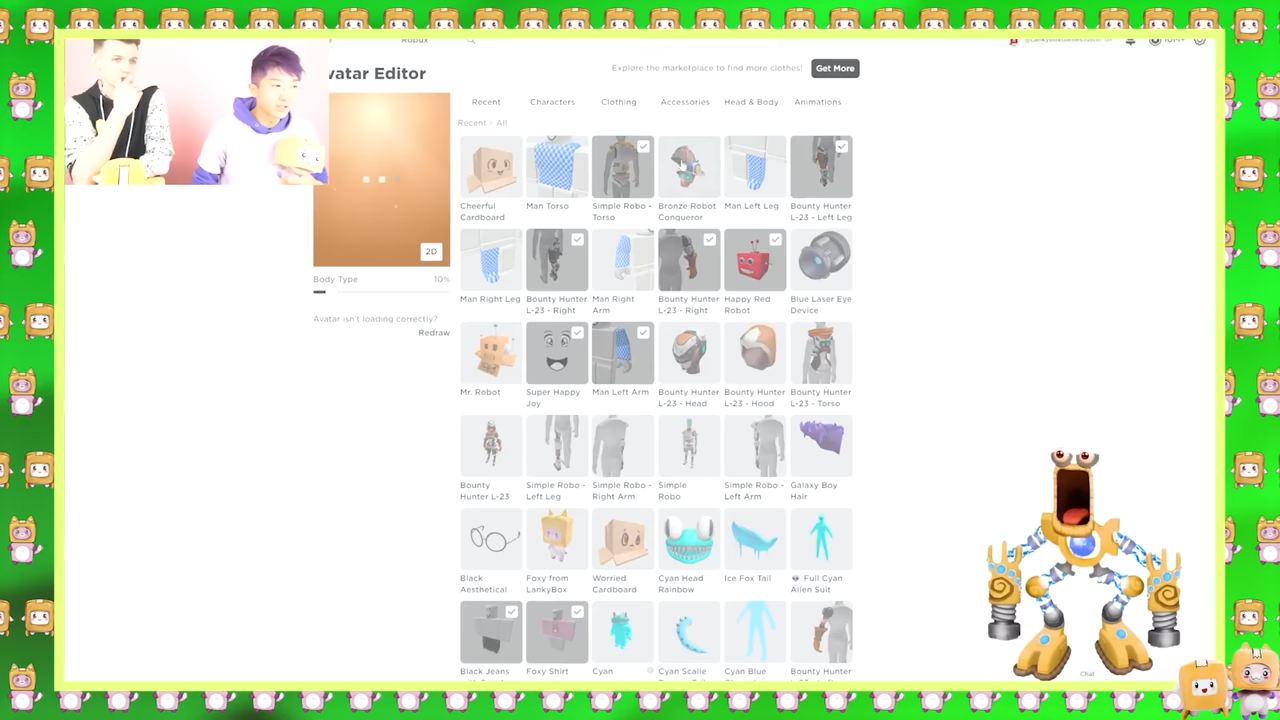 Robux
10M+
vatar Editor
Explore the marketplace to find more clothes!
Get More
Recent
Characters
Clothing
Accessories
Head & Body
Animations
Recent › All
2D
Body Type 10%
Avatar isn't loading correctly?
Redraw
Cheerful Cardboard
Man Torso
Simple Robo - Torso
Bronze Robot Conqueror
Man Left Leg
Bounty Hunter L-23 - Left Leg
Man Right Leg
Bounty Hunter L-23 - Right
Man Right Arm
Bounty Hunter L-23 - Right
Happy Red Robot
Blue Laser Eye Device
Mr. Robot
Super Happy Joy
Man Left Arm
Bounty Hunter L-23 - Head
Bounty Hunter L-23 - Hood
Bounty Hunter L-23 - Torso
Bounty Hunter L-23
Simple Robo - Left Leg
Simple Robo - Right Arm
Simple Robo
Simple Robo - Left Arm
Galaxy Boy Hair
Black Aesthetical
Foxy from LankyBox
Worried Cardboard
Cyan Head Rainbow
Ice Fox Tail
Full Cyan Alien Suit
Black Jeans
Foxy Shirt
Cyan
Cyan Scalie
Cyan Blue
Bounty Hunter
Chat